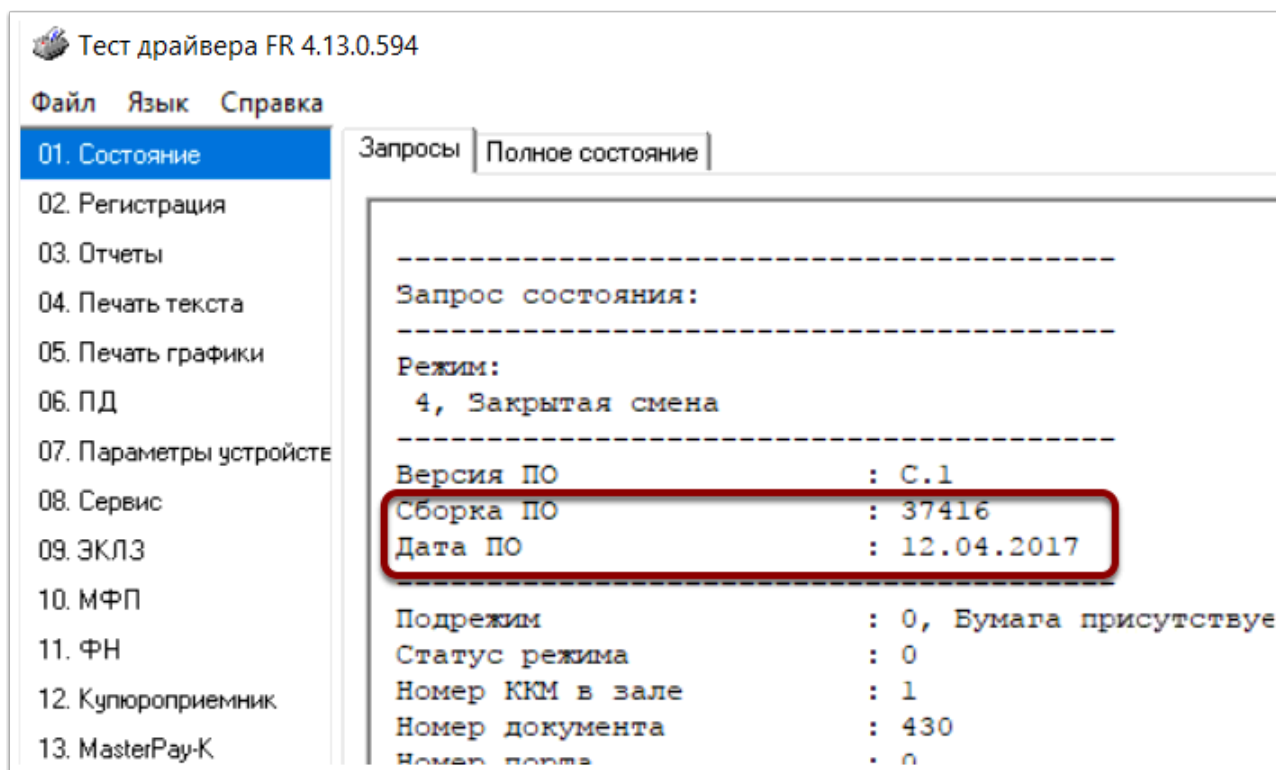 Тест драйвера FR 4.13.0.594
Файл Язык Справка
01. Состояние
02. Регистрация
03. Отчеты
04. Печать текста
05. Печать графики
06. ПД
07. Параметры устройств
08. Сервис
09. ЭКЛЗ
10. МФП
11. ФН
12. Купюроприемник
13. MasterPay-K
Запросы Полное состояние
-----------------------------------------
Запрос состояния:
-----------------------------------------
Режим:
4, Закрытая смена
-----------------------------------------
Версия ПО : C.1
Сборка ПО : 37416
Дата ПО : 12.04.2017
-----------------------------------------
Подрежим : 0, Бумага присутствуе
Статус режима : 0
Номер ККМ в зале : 1
Номер документа : 430
Номер порта : 0